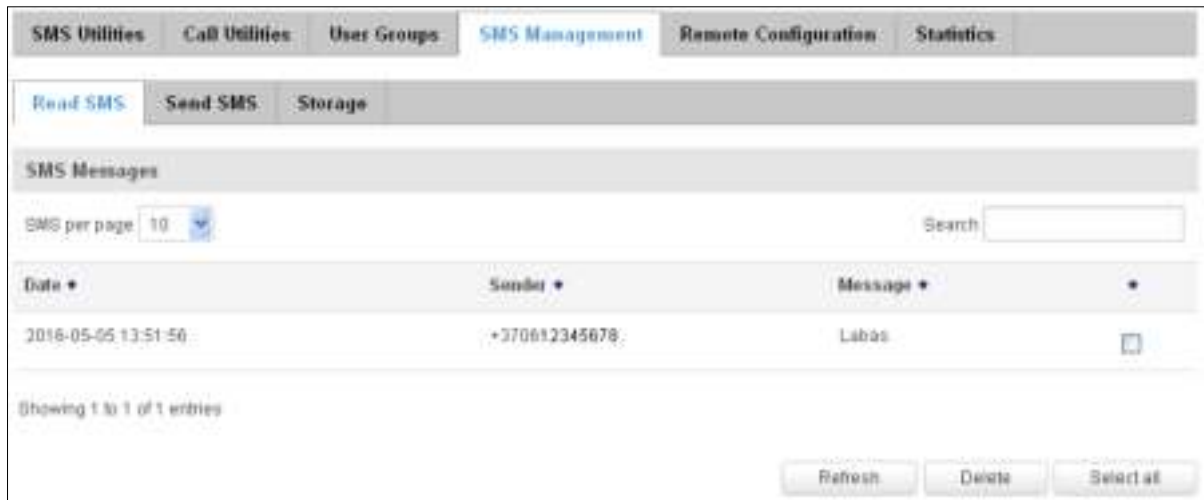 SMS Utilities Call Utilities User Groups SMS Management Remote Configuration Statistics
Read SMS Send SMS Storage
SMS Messages
SMS per page 10 Search
Date Sender Message
2016-05-05 13:51:56 +370612345678 Labas
Showing 1 to 1 of 1 entries
Refresh Delete Select all